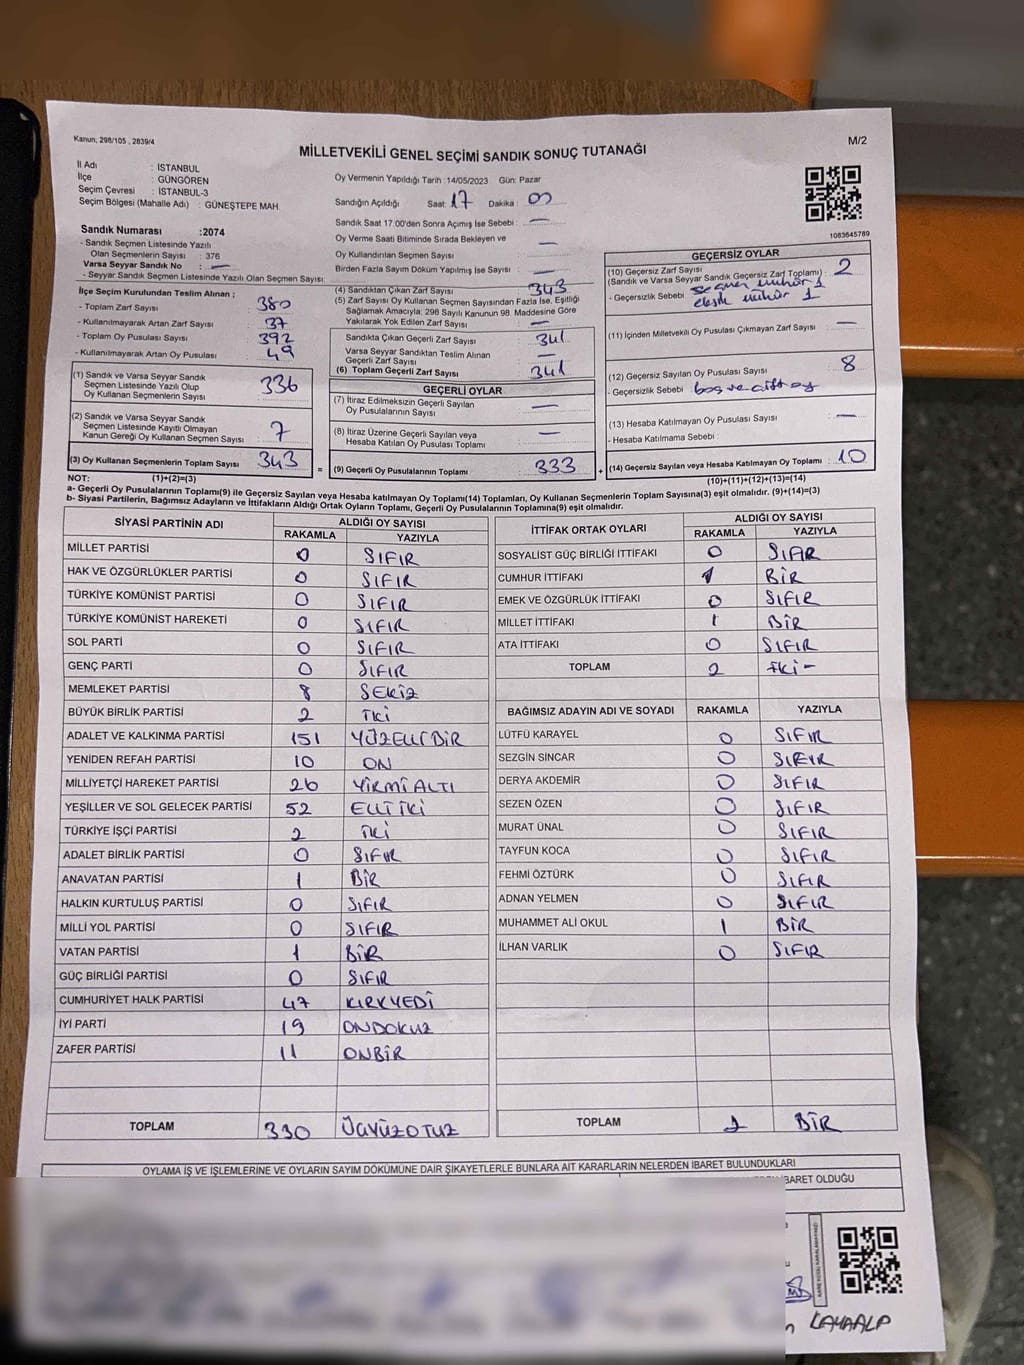 Kanun, 298/105 , 2839/4
M/2
MİLLETVEKİLİ GENEL SEÇİMİ SANDIK SONUÇ TUTANAĞI
İl Adı : İSTANBUL
İlçe : GÜNGÖREN
Seçim Çevresi : İSTANBUL-3
Seçim Bölgesi (Mahalle Adı) : GÜNEŞTEPE MAH.
Oy Vermenin Yapıldığı Tarih :14/05/2023 Gün: Pazar
Sandığın Açıldığı Saat: 17 Dakika : 00
Sandık Saat 17.00'den Sonra Açımış İse Sebebi : —
Oy Verme Saati Bitiminde Sırada Bekleyen ve
Oy Kullandırılan Seçmen Sayısı : —
Birden Fazla Sayım Döküm Yapılmış İse Sayısı : —
1083645789
Sandık Numarası :2074
- Sandık Seçmen Listesinde Yazılı
Olan Seçmenlerin Sayısı : 376
Varsa Seyyar Sandık No : —
- Seyyar Sandık Seçmen Listesinde Yazılı Olan Seçmen Sayısı:
İlçe Seçim Kurulundan Teslim Alınan ;
- Toplam Zarf Sayısı : 380
- Kullanılmayarak Artan Zarf Sayısı : 37
- Toplam Oy Pusulası Sayısı : 392
- Kullanılmayarak Artan Oy Pusulası : 49
(1) Sandık ve Varsa Seyyar Sandık
Seçmen Listesinde Yazılı Olup
Oy Kullanan Seçmenlerin Sayısı : 336
(2) Sandık ve Varsa Seyyar Sandık
Seçmen Listesinde Kayıtlı Olmayan
Kanun Gereği Oy Kullanan Seçmen Sayısı : 7
(3) Oy Kullanan Seçmenlerin Toplam Sayısı : 343
(4) Sandıktan Çıkan Zarf Sayısı : 343
(5) Zarf Sayısı Oy Kullanan Seçmen Sayısından Fazla İse, Eşitliği
Sağlamak Amacıyla, 298 Sayılı Kanunun 98. Maddesine Göre
Yakılarak Yok Edilen Zarf Sayısı : —
Sandıkta Çıkan Geçerli Zarf Sayısı : 341
Varsa Seyyar Sandıktan Teslim Alınan
Geçerli Zarf Sayısı : —
(6) Toplam Geçerli Zarf Sayısı : 341
GEÇERLİ OYLAR
(7) İtiraz Edilmeksizin Geçerli Sayılan
Oy Pusulalarının Sayısı : —
(8) İtiraz Üzerine Geçerli Sayılan veya
Hesaba Katılan Oy Pusulası Toplamı : —
= (9) Geçerli Oy Pusulalarının Toplamı : 333
GEÇERSİZ OYLAR
(10) Geçersiz Zarf Sayısı
(Sandık ve Varsa Seyyar Sandık Geçersiz Zarf Toplamı) : 2
- Geçersizlik Sebebi : seçmen mühür 1
eksik mühür 1
(11) İçinden Milletvekili Oy Pusulası Çıkmayan Zarf Sayısı : —
(12) Geçersiz Sayılan Oy Pusulası Sayısı : 8
- Geçersizlik Sebebi : boş ve çift oy
(13) Hesaba Katılmayan Oy Pusulası Sayısı : —
- Hesaba Katılmama Sebebi :
+ (14) Geçersiz Sayılan veya Hesaba Katılmayan Oy Toplamı : 10
NOT: (1)+(2)=(3)
(10)+(11)+(12)+(13)=(14)
a- Geçerli Oy Pusulalarının Toplamı(9) ile Geçersiz Sayılan veya Hesaba katılmayan Oy Toplamı(14) Toplamları, Oy Kullanan Seçmenlerin Toplam Sayısına(3) eşit olmalıdır. (9)+(14)=(3)
b- Siyasi Partilerin, Bağımsız Adayların ve İttifakların Aldığı Ortak Oyların Toplamı, Geçerli Oy Pusulalarının Toplamına(9) eşit olmalıdır.
SİYASİ PARTİNİN ADI ALDIĞI OY SAYISI
RAKAMLA YAZIYLA
MİLLET PARTİSİ 0 SIFIR
HAK VE ÖZGÜRLÜKLER PARTİSİ 0 SIFIR
TÜRKİYE KOMÜNİST PARTİSİ 0 SIFIR
TÜRKİYE KOMÜNİST HAREKETİ 0 SIFIR
SOL PARTİ 0 SIFIR
GENÇ PARTİ 0 SIFIR
MEMLEKET PARTİSİ 8 SEKİZ
BÜYÜK BİRLİK PARTİSİ 2 İKİ
ADALET VE KALKINMA PARTİSİ 151 YÜZELLİBİR
YENİDEN REFAH PARTİSİ 10 ON
MİLLİYETÇİ HAREKET PARTİSİ 26 YİRMİALTI
YEŞİLLER VE SOL GELECEK PARTİSİ 52 ELLİİKİ
TÜRKİYE İŞÇİ PARTİSİ 2 İKİ
ADALET BİRLİK PARTİSİ 0 SIFIR
ANAVATAN PARTİSİ 1 BİR
HALKIN KURTULUŞ PARTİSİ 0 SIFIR
MİLLİ YOL PARTİSİ 0 SIFIR
VATAN PARTİSİ 1 BİR
GÜÇ BİRLİĞİ PARTİSİ 0 SIFIR
CUMHURİYET HALK PARTİSİ 47 KIRKYEDİ
İYİ PARTİ 19 ONDOKUZ
ZAFER PARTİSİ 11 ONBİR
TOPLAM 330 ÜÇYÜZOTUZ
İTTİFAK ORTAK OYLARI ALDIĞI OY SAYISI
RAKAMLA YAZIYLA
SOSYALİST GÜÇ BİRLİĞİ İTTİFAKI 0 SIFIR
CUMHUR İTTİFAKI 1 BİR
EMEK VE ÖZGÜRLÜK İTTİFAKI 0 SIFIR
MİLLET İTTİFAKI 1 BİR
ATA İTTİFAKI 0 SIFIR
TOPLAM 2 İKİ-
BAĞIMSIZ ADAYIN ADI VE SOYADI RAKAMLA YAZIYLA
LÜTFÜ KARAYEL 0 SIFIR
SEZGİN SİNCAR 0 SIFIR
DERYA AKDEMİR 0 SIFIR
SEZEN ÖZEN 0 SIFIR
MURAT ÜNAL 0 SIFIR
TAYFUN KOCA 0 SIFIR
FEHMİ ÖZTÜRK 0 SIFIR
ADNAN YELMEN 0 SIFIR
MUHAMMET ALİ OKUL 1 BİR
İLHAN VARLIK 0 SIFIR
TOPLAM 1 BİR
OYLAMA İŞ VE İŞLEMLERİNE VE OYLARIN SAYIM DÖKÜMÜNE DAİR ŞİKAYETLERLE BUNLARA AİT KARARLARIN NELERDEN İBARET BULUNDUKLARI
İBARET OLDUĞU
KAYAALP